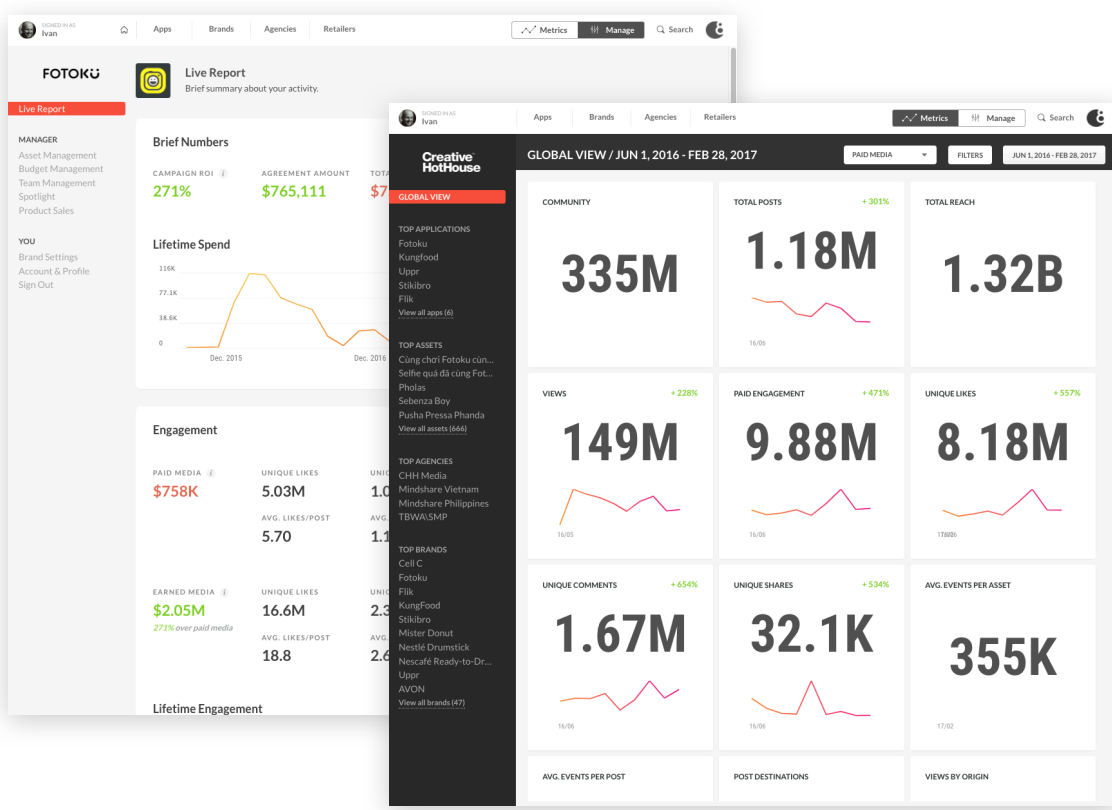 SIGNED IN AS
Ivan
Apps
Brands
Agencies
Retailers
Metrics
Manage
Search
FOTOKU
Live Report
MANAGER
Asset Management
Budget Management
Team Management
Spotlight
Product Sales
YOU
Brand Settings
Account & Profile
Sign Out
Live Report
Brief summary about your activity.
Brief Numbers
CAMPAIGN ROI i
271%
AGREEMENT AMOUNT
$765,111
Lifetime Spend
116K
77.1K
38.6K
0
Dec. 2015
Dec. 2016
Engagement
PAID MEDIA i
$758K
UNIQUE LIKES
5.03M
AVG. LIKES/POST
5.70
EARNED MEDIA i
$2.05M
271% over paid media
UNIQUE LIKES
16.6M
AVG. LIKES/POST
18.8
Lifetime Engagement
SIGNED IN AS
Ivan
Apps
Brands
Agencies
Retailers
Metrics
Manage
Search
Creative
HotHouse
GLOBAL VIEW
TOP APPLICATIONS
Fotoku
Kungfood
Uppr
Stikibro
Flik
View all apps (6)
TOP ASSETS
Cùng chơi Fotoku cùn...
Selfie quá đã cùng Fot...
Pholas
Sebenza Boy
Pusha Pressa Phanda
View all assets (666)
TOP AGENCIES
CHH Media
Mindshare Vietnam
Mindshare Philippines
TBWA\SMP
TOP BRANDS
Cell C
Fotoku
Flik
KungFood
Stikibro
Mister Donut
Nestlé Drumstick
Nescafé Ready-to-Dr...
Uppr
AVON
View all brands (47)
GLOBAL VIEW / JUN 1, 2016 - FEB 28, 2017
PAID MEDIA
FILTERS
JUN 1, 2016 - FEB 28, 2017
COMMUNITY
335M
TOTAL POSTS
+ 301%
1.18M
16/06
TOTAL REACH
1.32B
VIEWS
+ 228%
149M
16/05
PAID ENGAGEMENT
+ 471%
9.88M
16/06
UNIQUE LIKES
+ 557%
8.18M
UNIQUE COMMENTS
+ 654%
1.67M
16/06
UNIQUE SHARES
+ 534%
32.1K
16/06
AVG. EVENTS PER ASSET
355K
17/02
AVG. EVENTS PER POST
POST DESTINATIONS
VIEWS BY ORIGIN